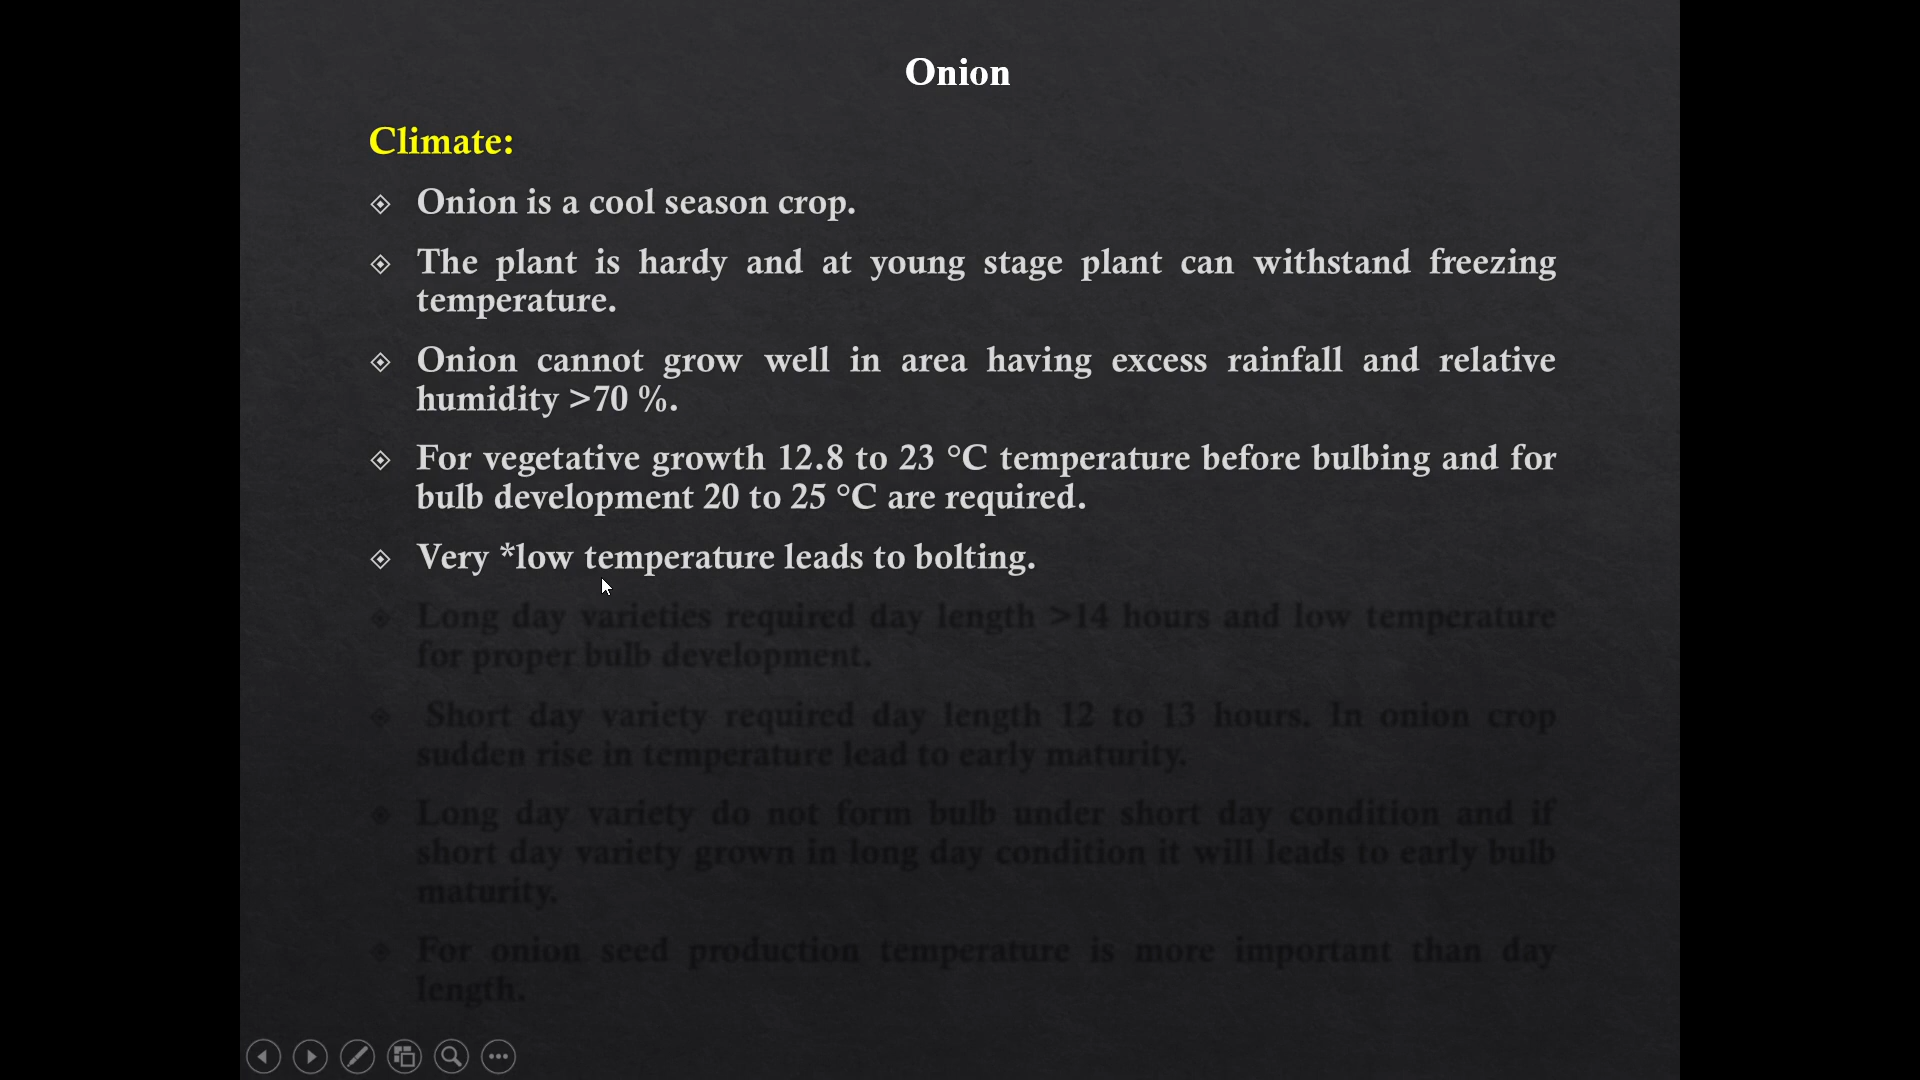 Onion
Climate:
Onion is a cool season crop.
The plant is hardy and at young stage plant can withstand freezing
temperature.
Onion cannot grow well in area having excess rainfall and relative
humidity >70 %.
For vegetative growth 12.8 to 23 °C temperature before bulbing and for
bulb development 20 to 25 °C are required.
Very *low temperature leads to bolting.
Long day varieties required day length >14 hours and low temperature
for proper bulb development.
Short day variety required day length 12 to 13 hours. In onion crop
sudden rise in temperature lead to early maturity.
Long day variety do not form bulb under short day condition and if
short day variety grown in long day condition it will leads to early bulb
maturity.
For onion seed production temperature is more important than day
length.